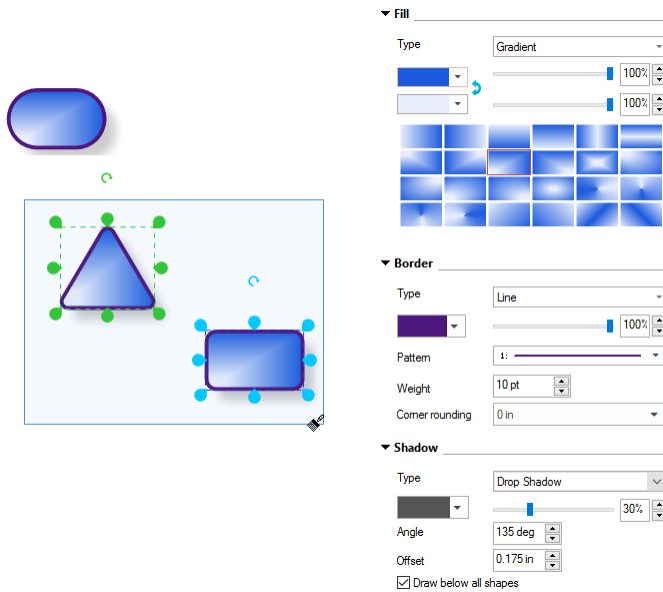 Fill
Type
Gradient
100%
100%
Border
Type
Line
100%
Pattern
1:
Weight
10 pt
Corner rounding
0 in
Shadow
Type
Drop Shadow
30%
Angle
135 deg
Offset
0.175 in
Draw below all shapes